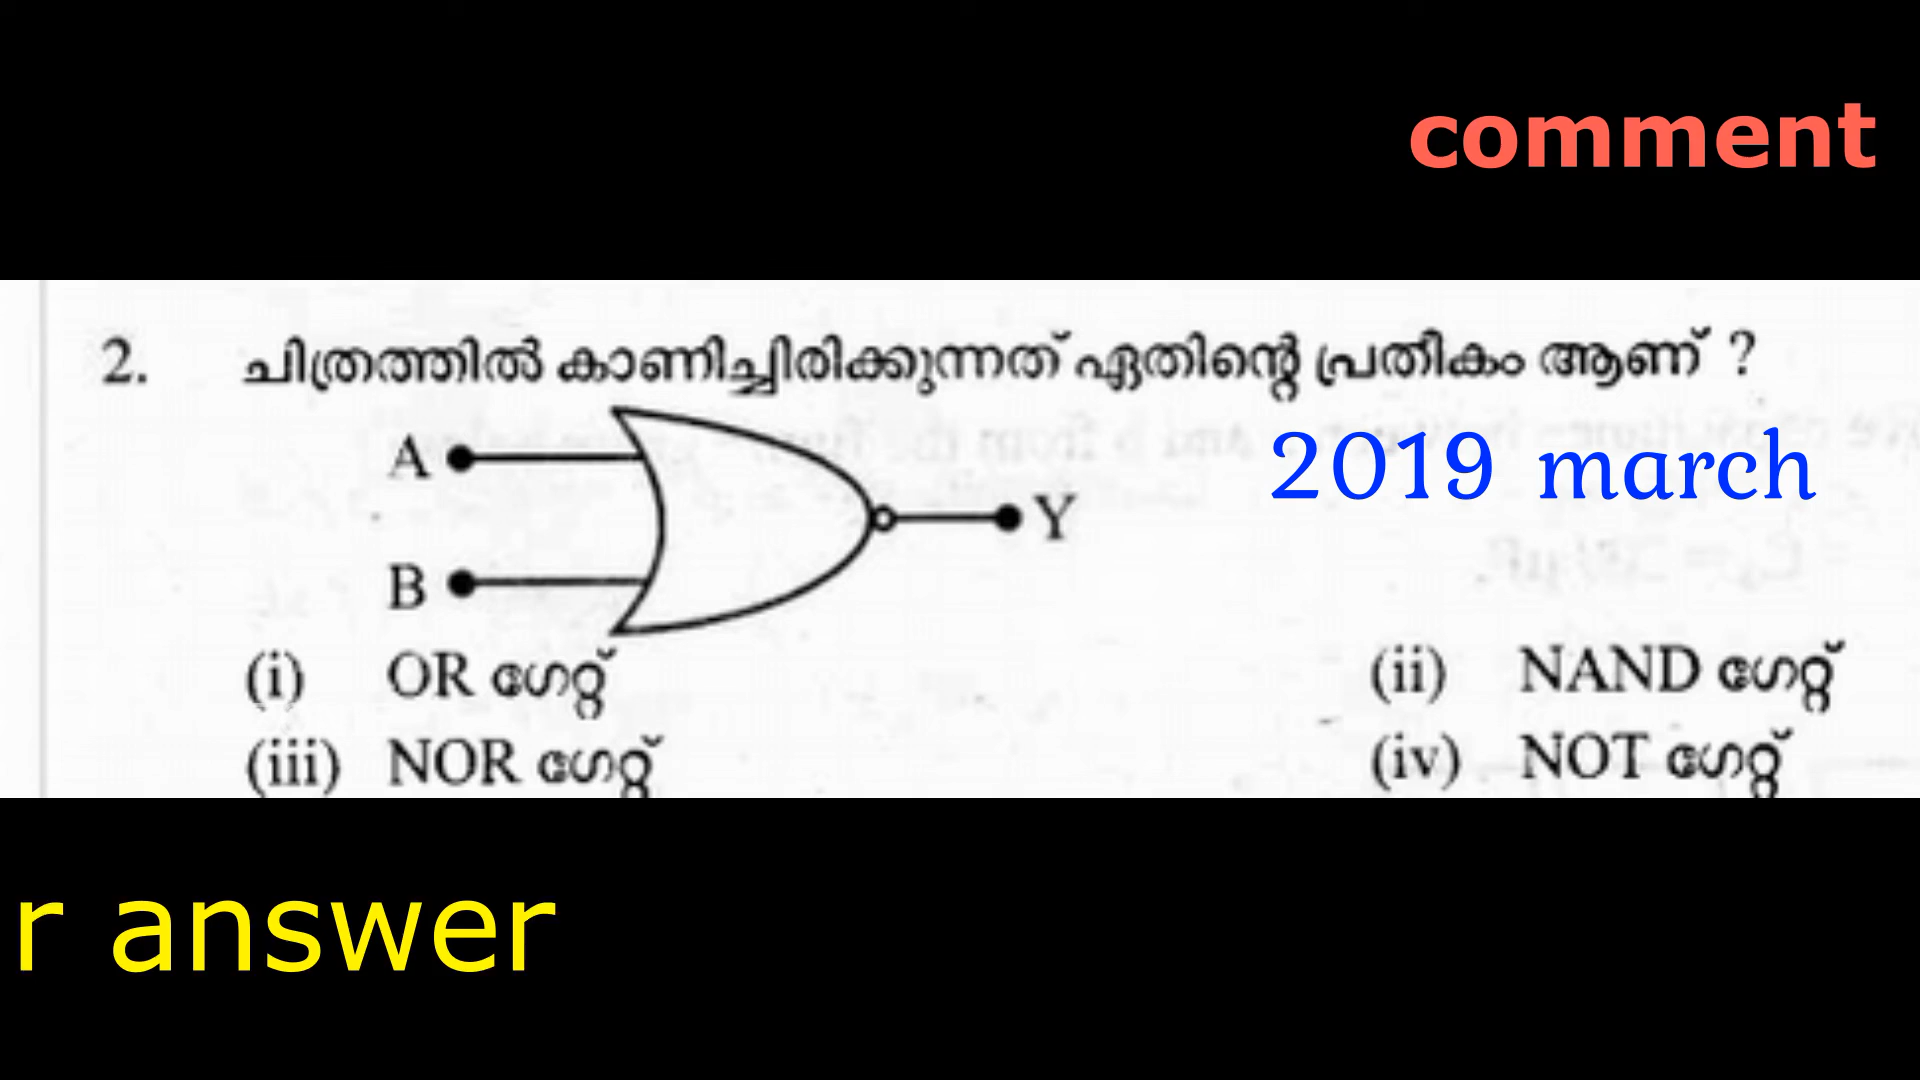 comment
2. ചിത്രത്തിൽ കാണിച്ചിരിക്കുന്നത് ഏതിന്റെ പ്രതീകം ആണ് ?
2019 march
A
Y
B
(i) OR ഗേറ്റ് (ii) NAND ഗേറ്റ്
(iii) NOR ഗേറ്റ് (iv) NOT ഗേറ്റ്
r answer